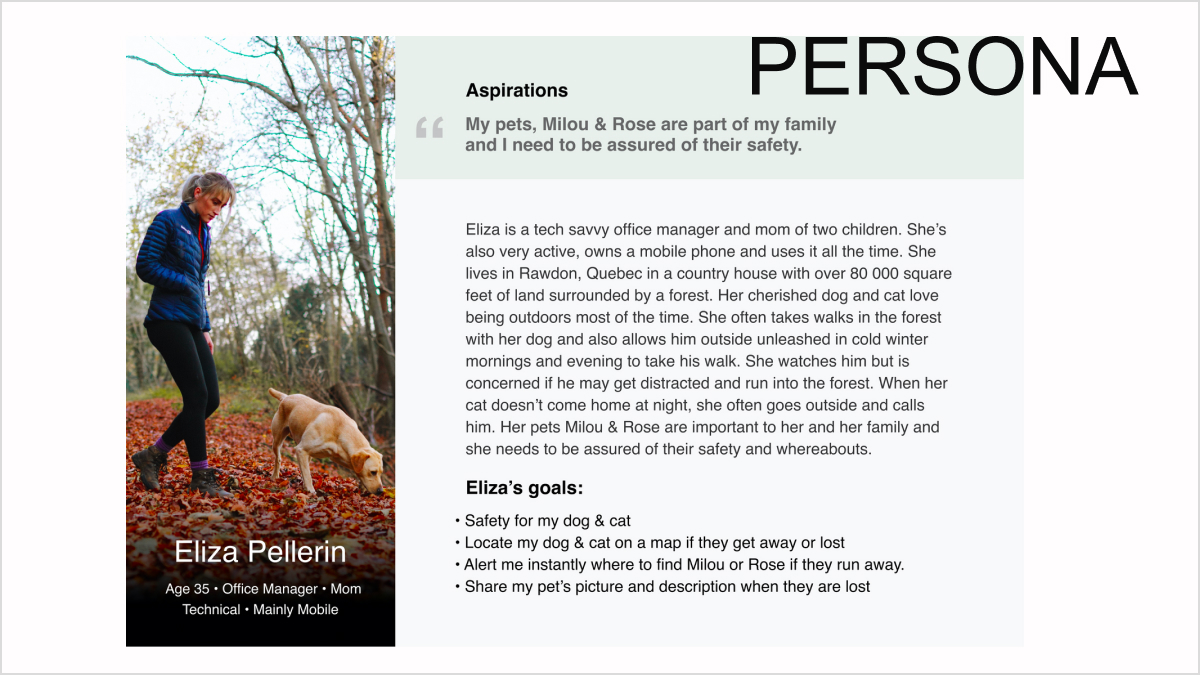 PERSONA
Aspirations
“
My pets, Milou & Rose are part of my family
and I need to be assured of their safety.
Eliza is a tech savvy office manager and mom of two children. She’s
also very active, owns a mobile phone and uses it all the time. She
lives in Rawdon, Quebec in a country house with over 80 000 square
feet of land surrounded by a forest. Her cherished dog and cat love
being outdoors most of the time. She often takes walks in the forest
with her dog and also allows him outside unleashed in cold winter
mornings and evening to take his walk. She watches him but is
concerned if he may get distracted and run into the forest. When her
cat doesn’t come home at night, she often goes outside and calls
him. Her pets Milou & Rose are important to her and her family and
she needs to be assured of their safety and whereabouts.
Eliza’s goals:
• Safety for my dog & cat
• Locate my dog & cat on a map if they get away or lost
• Alert me instantly where to find Milou or Rose if they run away.
• Share my pet’s picture and description when they are lost
Eliza Pellerin
Age 35 • Office Manager • Mom
Technical • Mainly Mobile